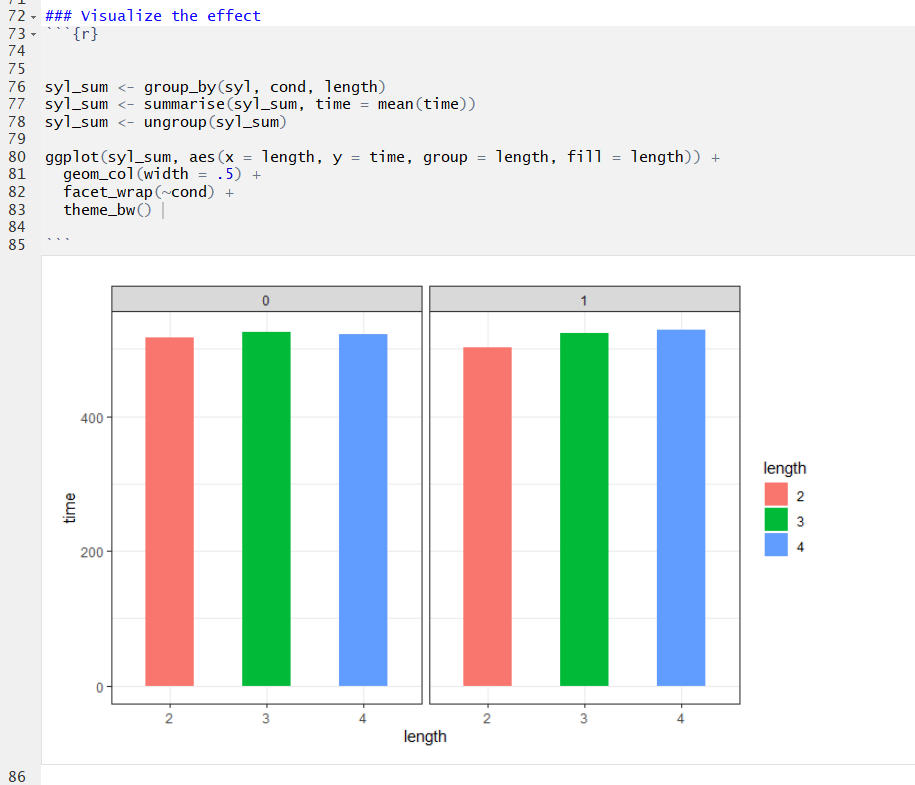 71
72 ### Visualize the effect
73 ```{r}
74
75
76 syl_sum <- group_by(syl, cond, length)
77 syl_sum <- summarise(syl_sum, time = mean(time))
78 syl_sum <- ungroup(syl_sum)
79
80 ggplot(syl_sum, aes(x = length, y = time, group = length, fill = length)) +
81   geom_col(width = .5) +
82   facet_wrap(~cond) +
83   theme_bw()
84
85 ```
0 1
400
200
0
time
2 3 4 2 3 4
length
length
2
3
4
86